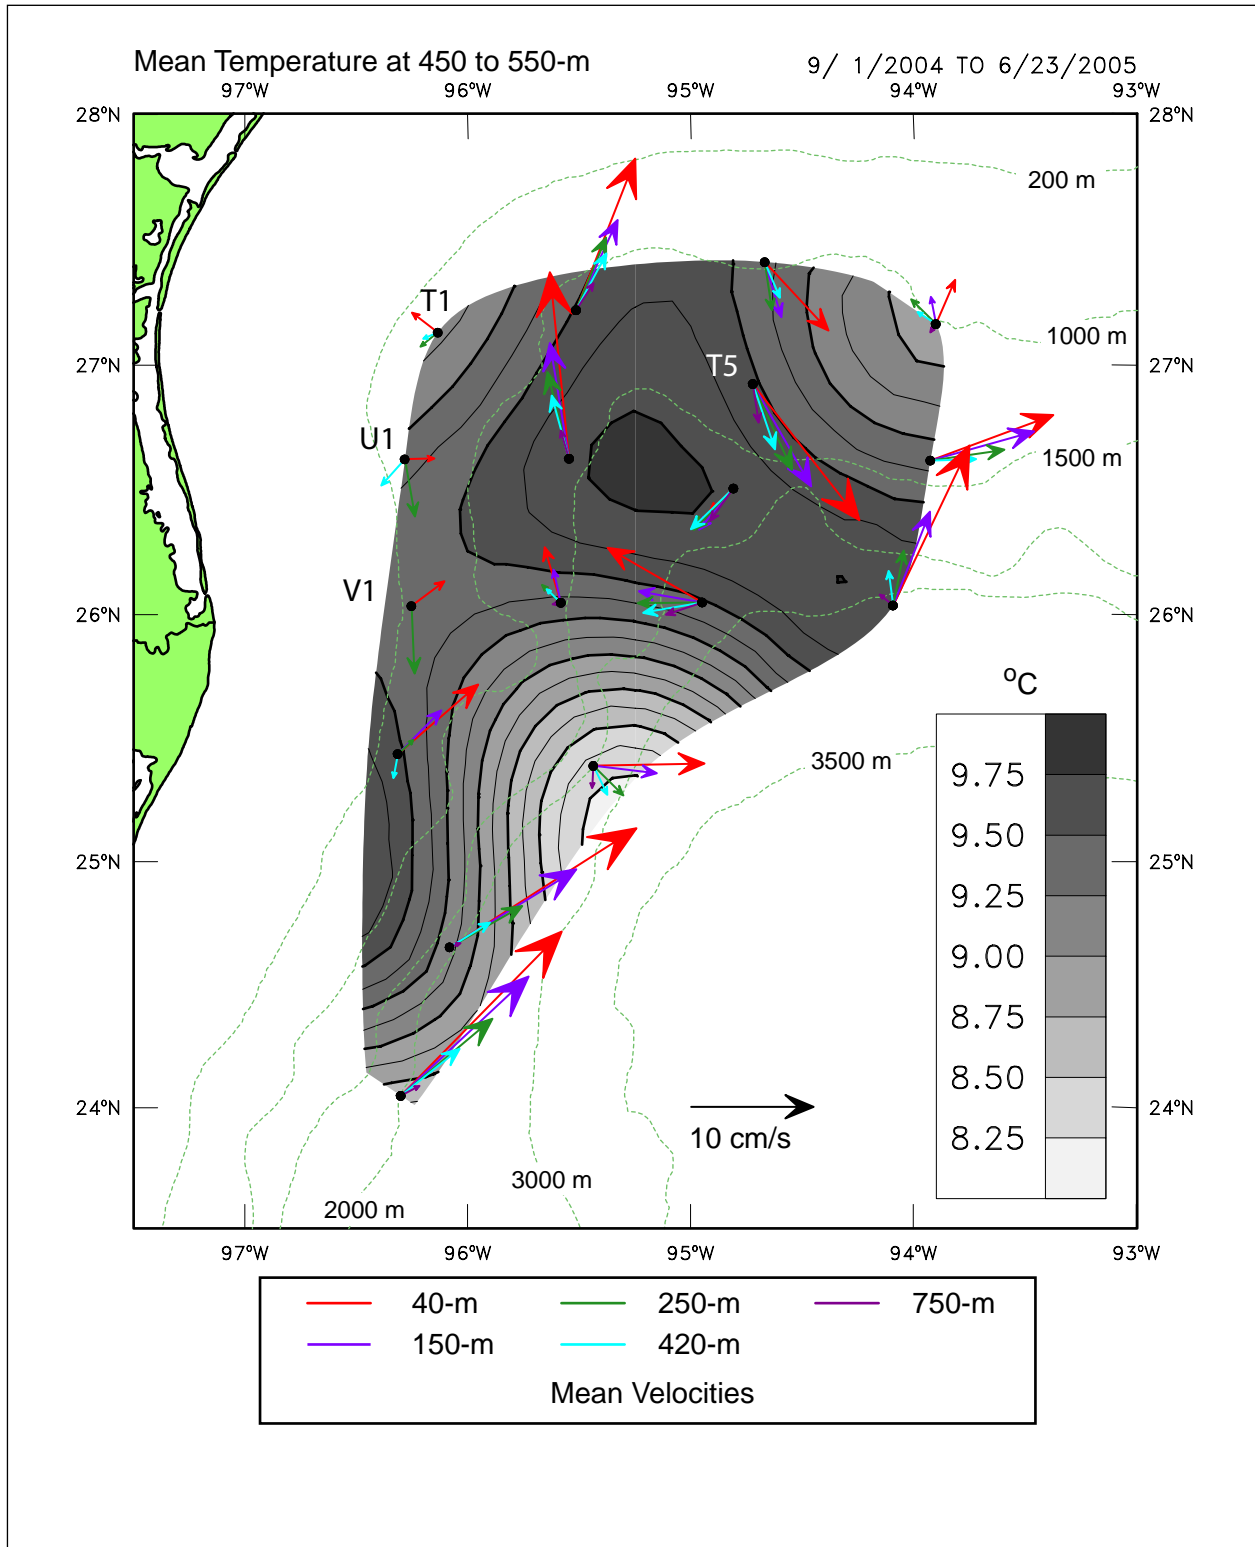 Mean Temperature at 450 to 550-m
9/ 1/2004 TO 6/23/2005
97°W 96°W 95°W 94°W 93°W
28°N 28°N
200 m
T1
1000 m
27°N T5 27°N
U1
1500 m
V1
26°N 26°N
°C
3500 m
9.75
9.50
25°N 25°N
9.25
9.00
8.75
8.50
24°N 24°N
10 cm/s
8.25
3000 m
2000 m
97°W 96°W 95°W 94°W 93°W
40-m 250-m 750-m
150-m 420-m
Mean Velocities